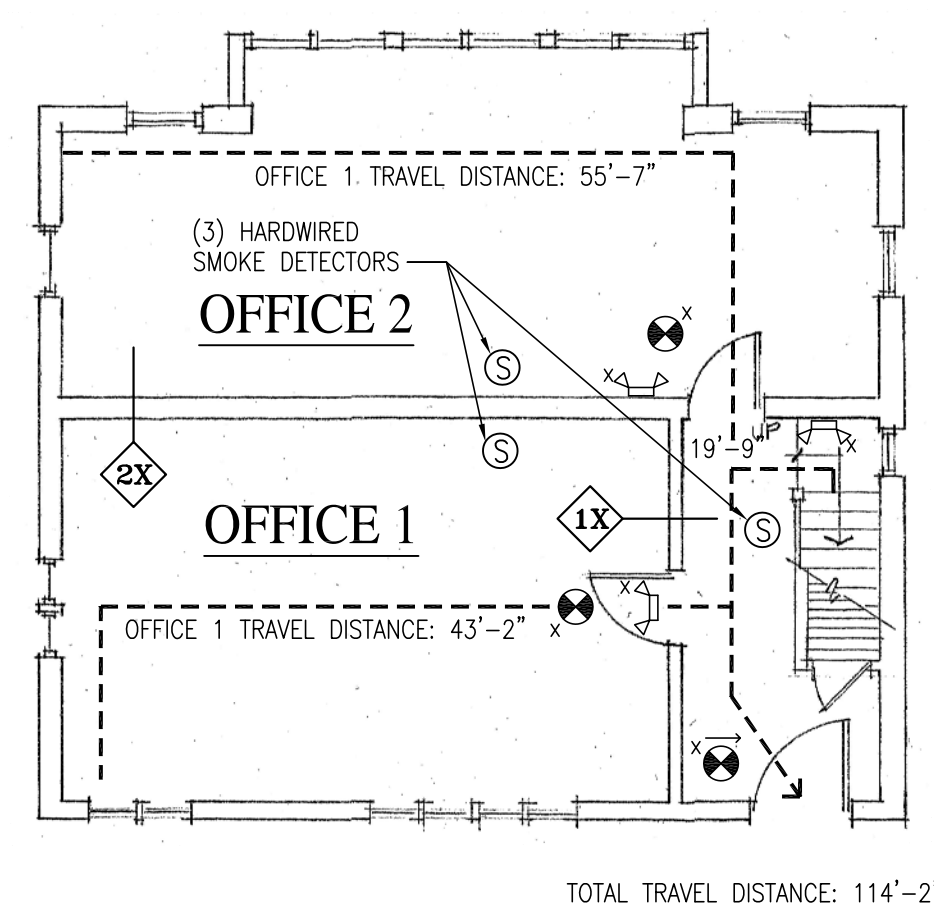 OFFICE 1 TRAVEL DISTANCE: 55'-7"
(3) HARDWIRED
SMOKE DETECTORS
OFFICE 2
X
S
X
S
19'-9"
X
2X
OFFICE 1
1X
S
X
OFFICE 1 TRAVEL DISTANCE: 43'-2"
X
X
TOTAL TRAVEL DISTANCE: 114'-2